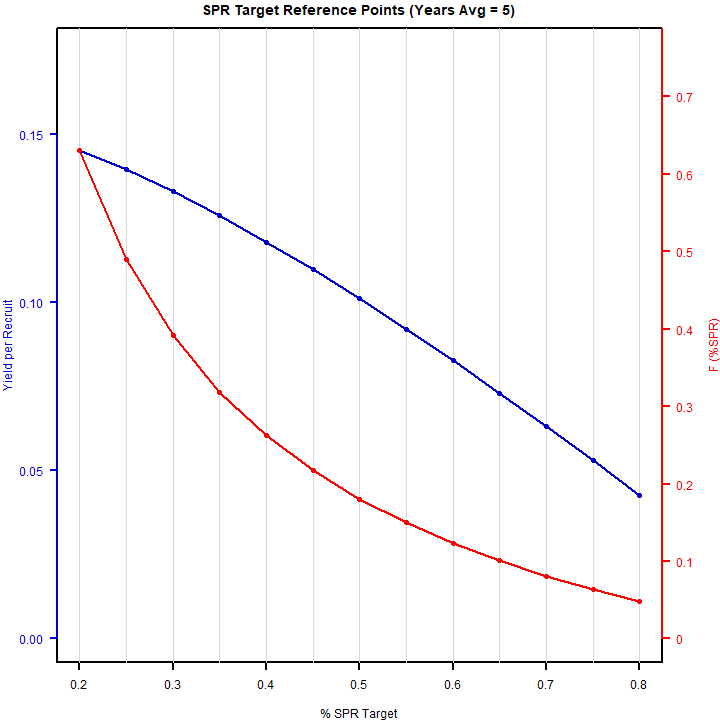 SPR Target Reference Points (Years Avg = 5)
Yield per Recruit
0.15
0.10
0.05
0.00
0.7
0.6
0.5
0.4
0.3
0.2
0.1
0
F (%SPR)
0.2 0.3 0.4 0.5 0.6 0.7 0.8
% SPR Target